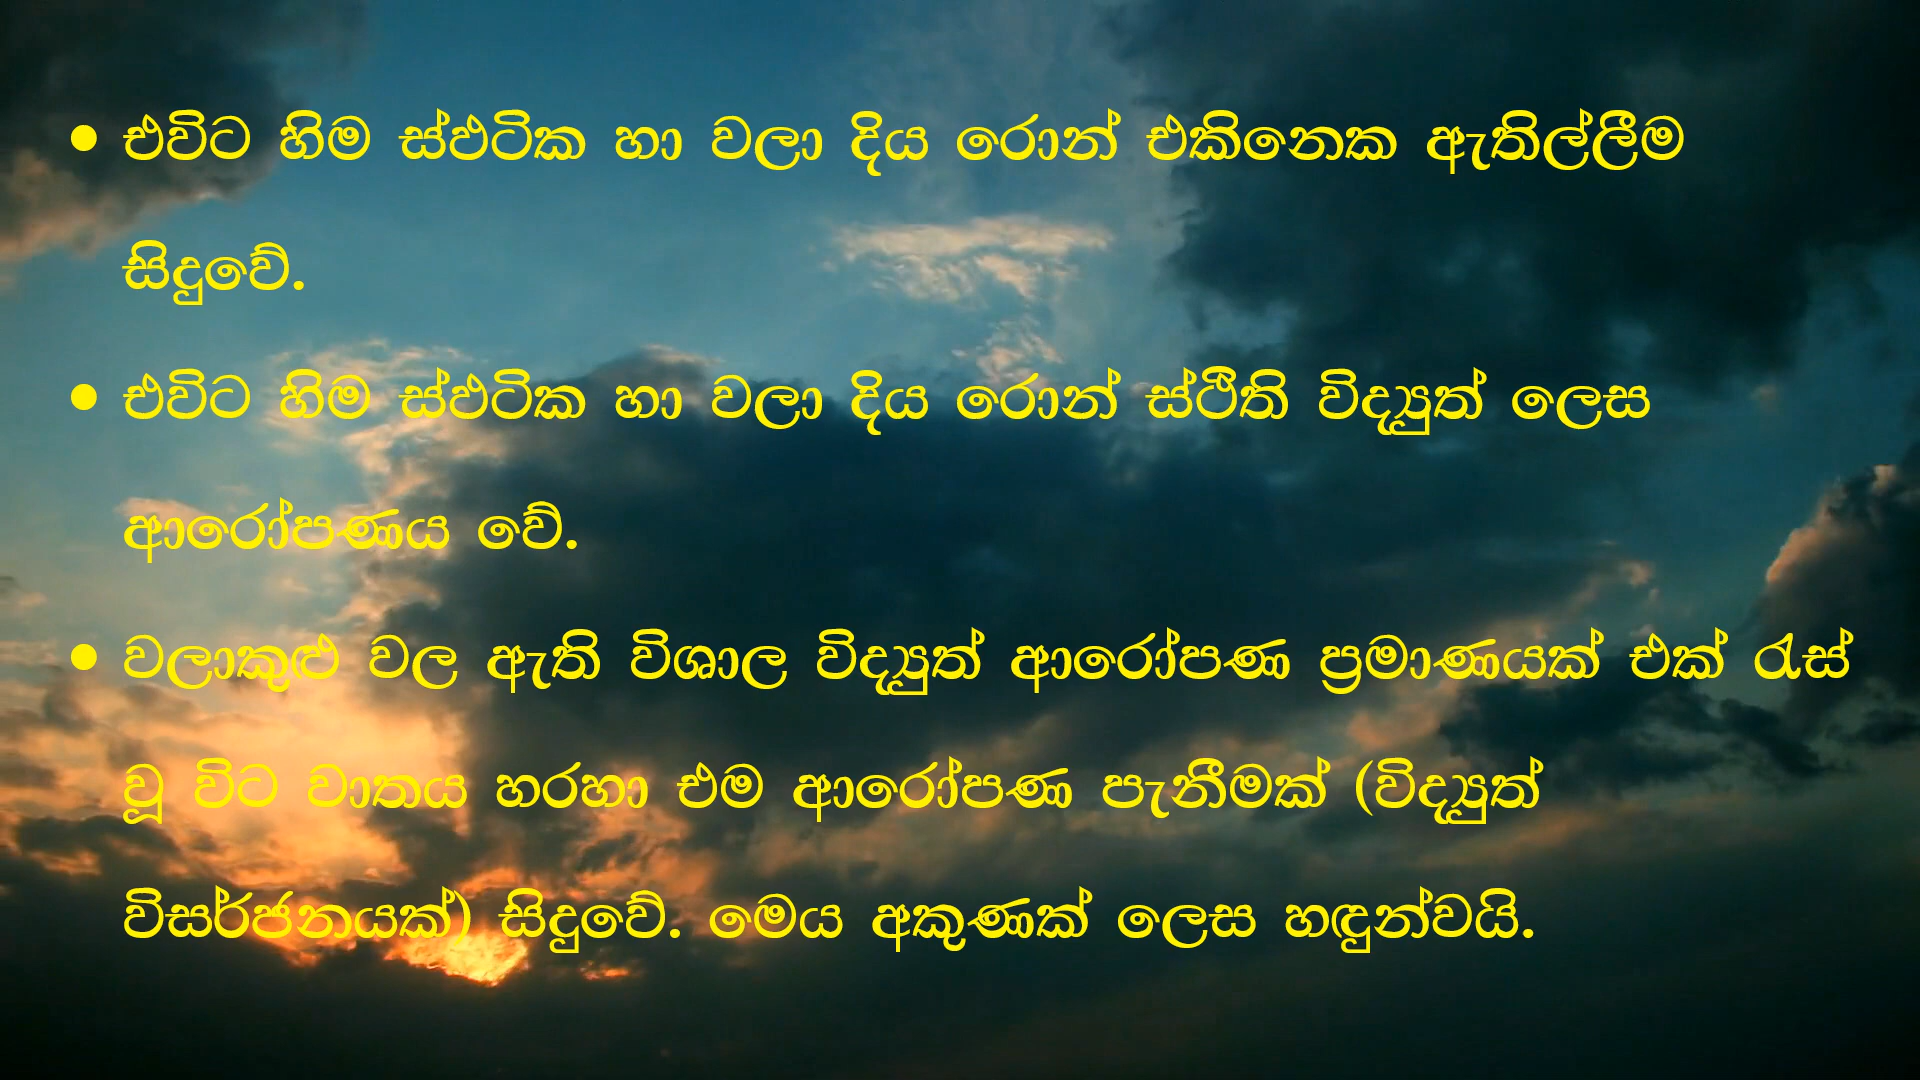 • එවිට හිම ස්ඵටික හා වලා දිය රොන් එකිනෙක ඇතිල්ලීම
සිදුවේ.
• එවිට හිම ස්ඵටික හා වලා දිය රොන් ස්ථිති විද්‍යුත් ලෙස
ආරෝපණය වේ.
• වලාකුළු වල ඇති විශාල විද්‍යුත් ආරෝපණ ප්‍රමාණයක් එක් රැස්
වූ විට වාතය හරහා එම ආරෝපණ පැනීමක් (විද්‍යුත්
විසර්ජනයක්) සිදුවේ. මෙය අකුණක් ලෙස හඳුන්වයි.